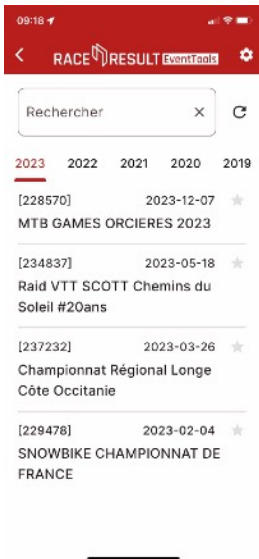 09:18
RACE RESULT EventTools
Rechercher
2023 2022 2021 2020 2019
[228570] 2023-12-07
MTB GAMES ORCIERES 2023
[234837] 2023-05-18
Raid VTT SCOTT Chemins du
Soleil #20ans
[237232] 2023-03-26
Championnat Régional Longe
Côte Occitanie
[229478] 2023-02-04
SNOWBIKE CHAMPIONNAT DE
FRANCE